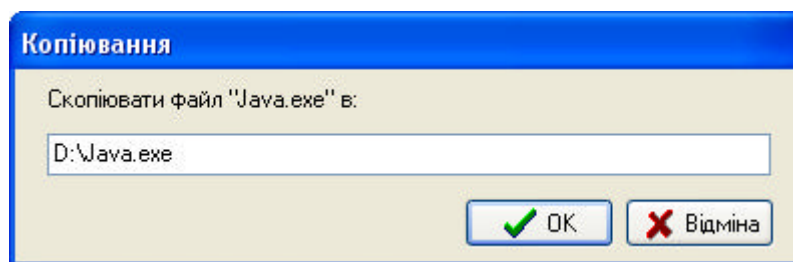 Копіювання
Скопіювати файл "Java.exe" в:
D:\Java.exe
OK
Відміна